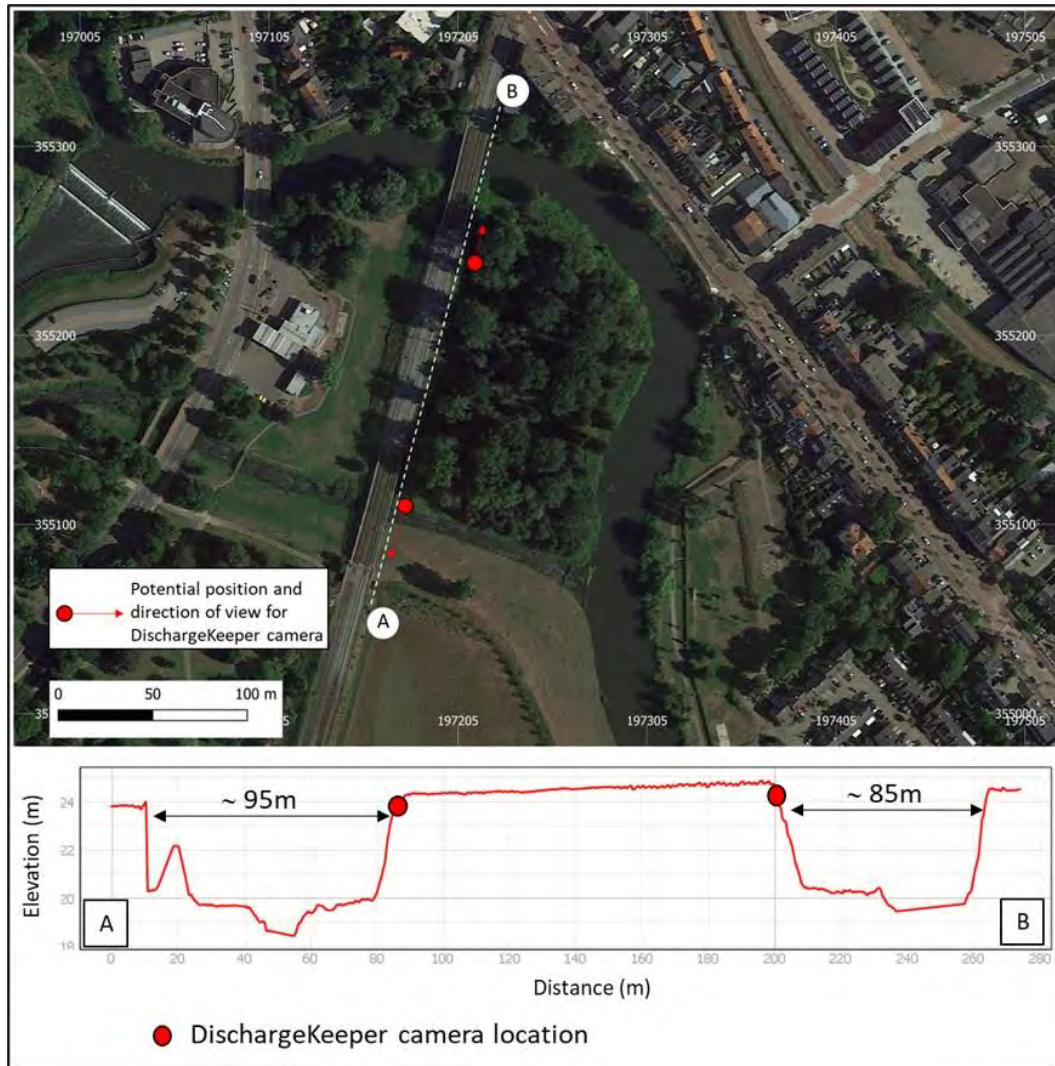 197005
197105
197205
197305
197405
197505
B
355300
355300
355200
355200
355100
355100
Potential position and
direction of view for
DischargeKeeper camera
A
0 50 100 m
105
197205
197305
197405
355000
197505
24
22
20
18
Elevation (m)
~ 95m
~ 85m
A
B
0 20 40 60 80 100 120 140 160 180 200 220 240 260 280
Distance (m)
DischargeKeeper camera location